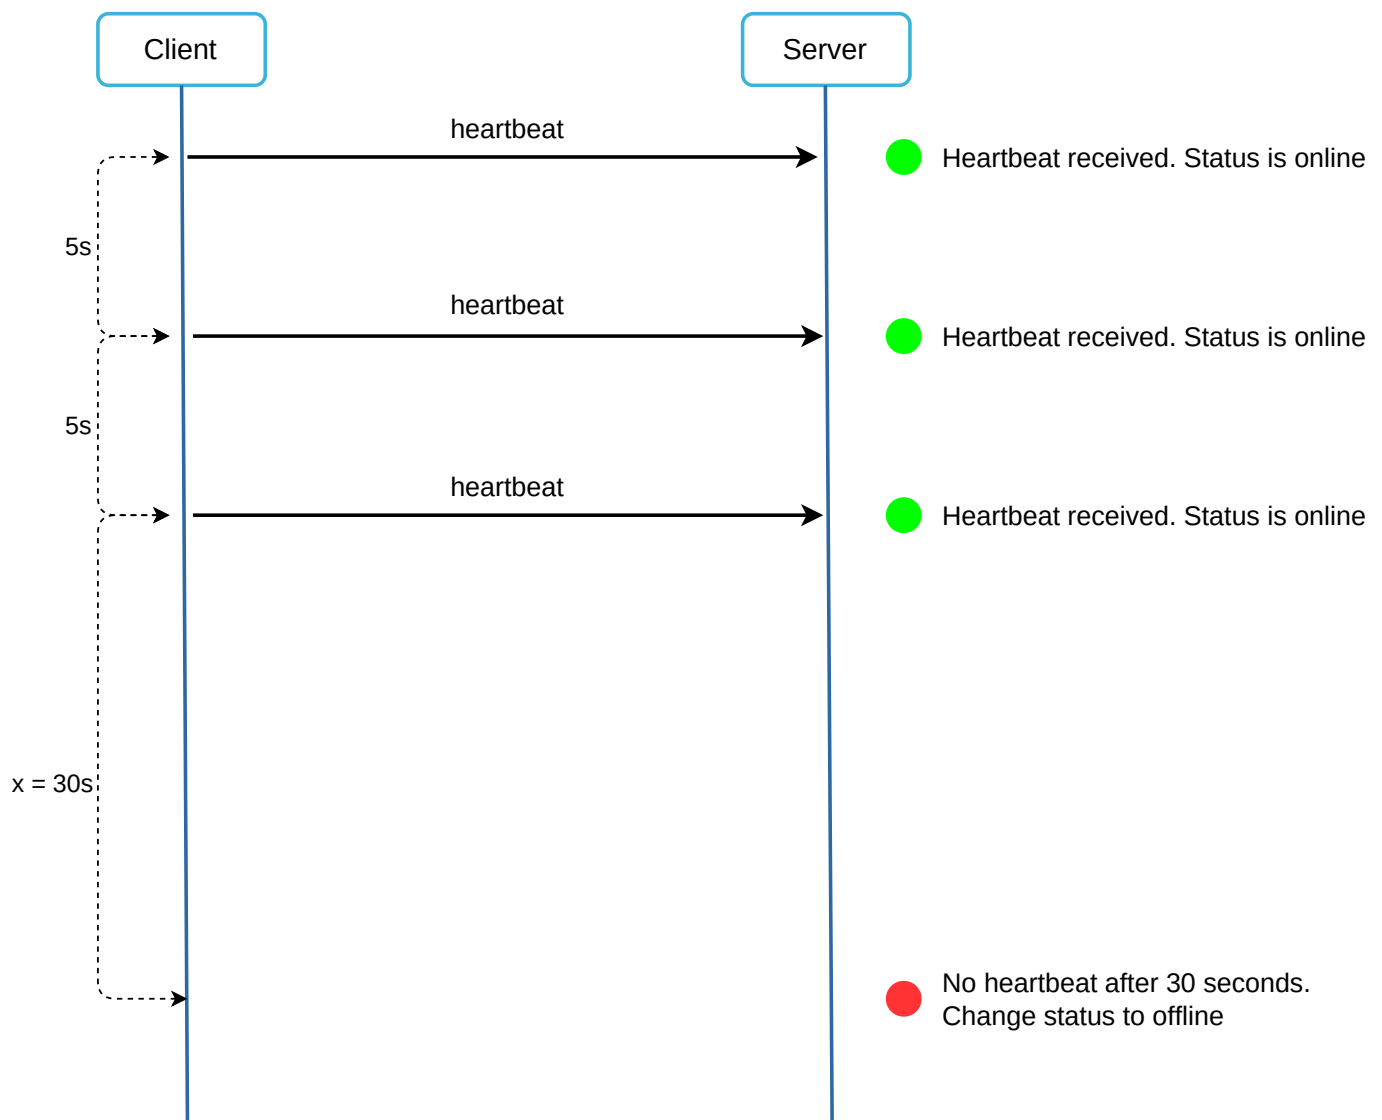 Client
Server
heartbeat
Heartbeat received. Status is online
5s
heartbeat
Heartbeat received. Status is online
5s
heartbeat
Heartbeat received. Status is online
x = 30s
No heartbeat after 30 seconds.
Change status to offline